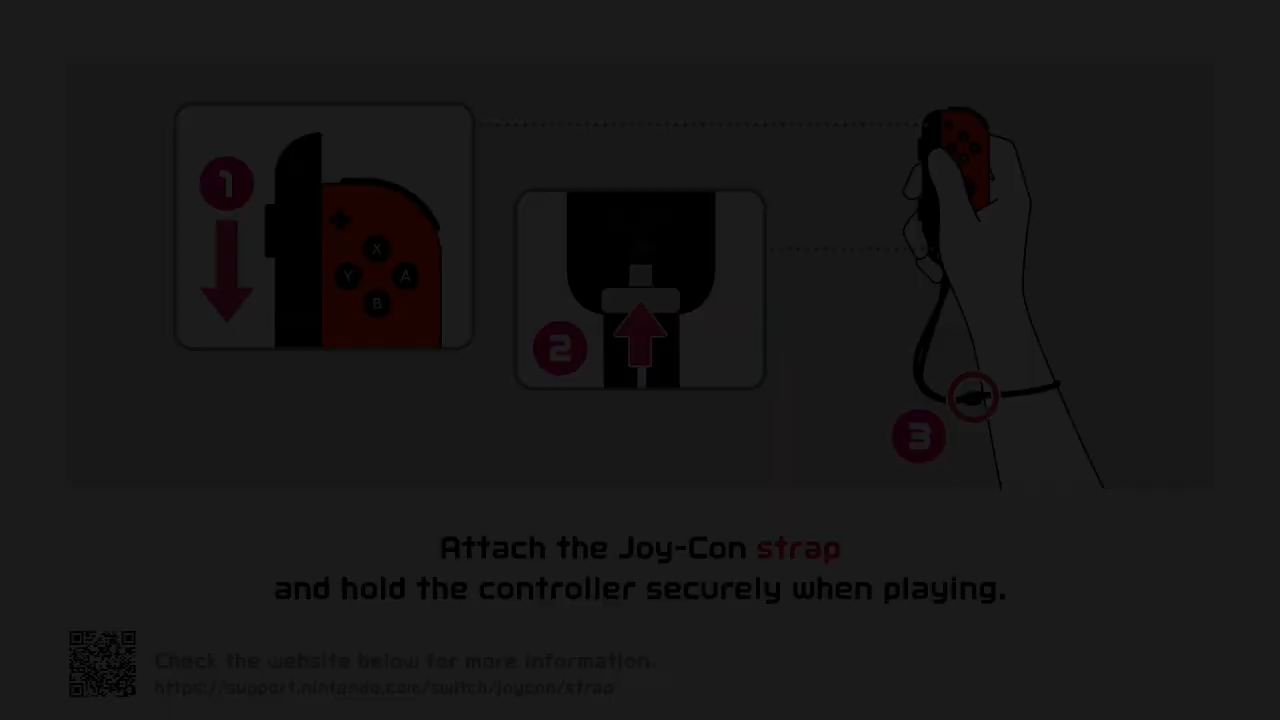 1
X
Y
A
B
2
3
Attach the Joy-Con strap
and hold the controller securely when playing.
Check the website below for more information.
https://support.nintendo.com/switch/joycon/strap